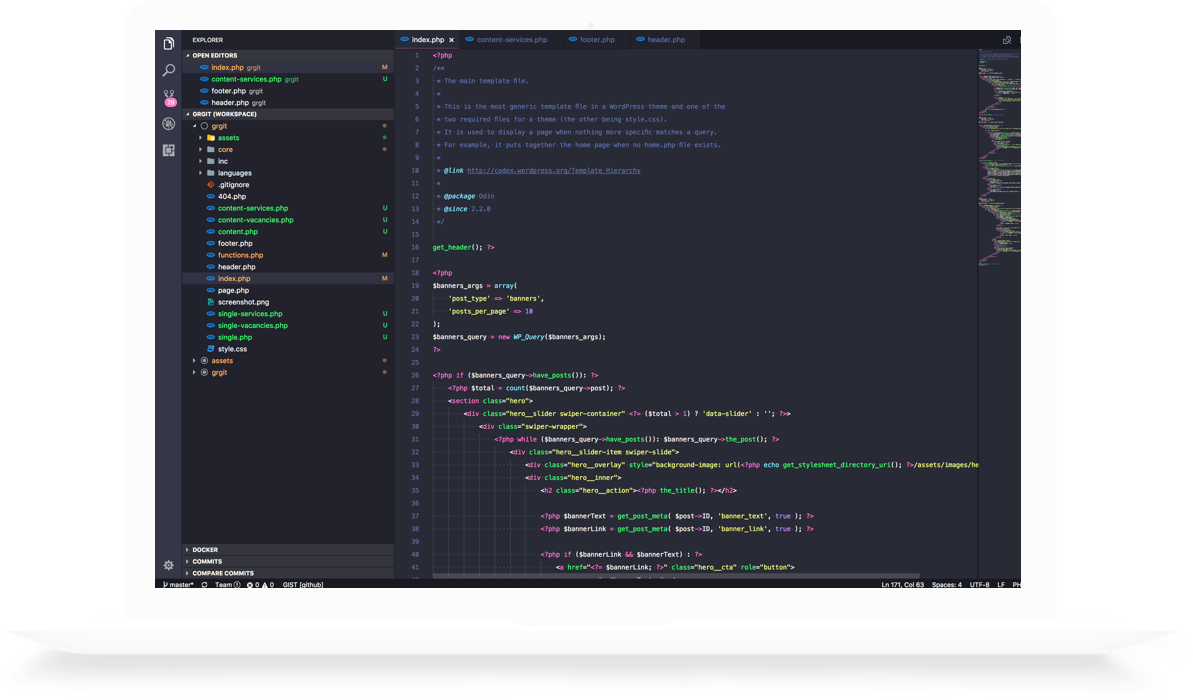 EXPLORER
OPEN EDITORS
index.php grgit M
content-services.php grgit U
footer.php grgit
header.php grgit
28
GRGIT (WORKSPACE)
grgit
assets
core
inc
languages
.gitignore
404.php
content-services.php U
content-vacancies.php U
content.php U
footer.php
functions.php M
header.php
index.php M
page.php
screenshot.png
single-services.php U
single-vacancies.php U
single.php U
style.css
assets
grgit
DOCKER
COMMITS
COMPARE COMMITS
index.php × content-services.php footer.php header.php
1 <?php
2 /**
3 * The main template file.
4 *
5 * This is the most generic template file in a WordPress theme and one of the
6 * two required files for a theme (the other being style.css).
7 * It is used to display a page when nothing more specific matches a query.
8 * For example, it puts together the home page when no home.php file exists.
9 *
10 * @link http://codex.wordpress.org/Template_Hierarchy
11 *
12 * @package Odin
13 * @since 2.2.0
14 */
15
16 get_header(); ?>
17
18 <?php
19 $banners_args = array(
20 'post_type' => 'banners',
21 'posts_per_page' => 10
22 );
23 $banners_query = new WP_Query($banners_args);
24 ?>
25
26 <?php if ($banners_query->have_posts()): ?>
27 <?php $total = count($banners_query->post); ?>
28 <section class="hero">
29 <div class="hero__slider swiper-container" <?= ($total > 1) ? 'data-slider' : ''; ?>>
30 <div class="swiper-wrapper">
31 <?php while ($banners_query->have_posts()): $banners_query->the_post(); ?>
32 <div class="hero__slider-item swiper-slide">
33 <div class="hero__overlay" style="background-image: url(<?php echo get_stylesheet_directory_uri(); ?>/assets/images/he
34 <div class="hero__inner">
35 <h2 class="hero__action"><?php the_title(); ?></h2>
36
37 <?php $bannerText = get_post_meta( $post->ID, 'banner_text', true ); ?>
38 <?php $bannerLink = get_post_meta( $post->ID, 'banner_link', true ); ?>
39
40 <?php if ($bannerLink && $bannerText) : ?>
41 <a href="<?= $bannerLink; ?>" class="hero__cta" role="button">
master* Team 0 0 GIST [github] Ln 171, Col 63 Spaces: 4 UTF-8 LF PH